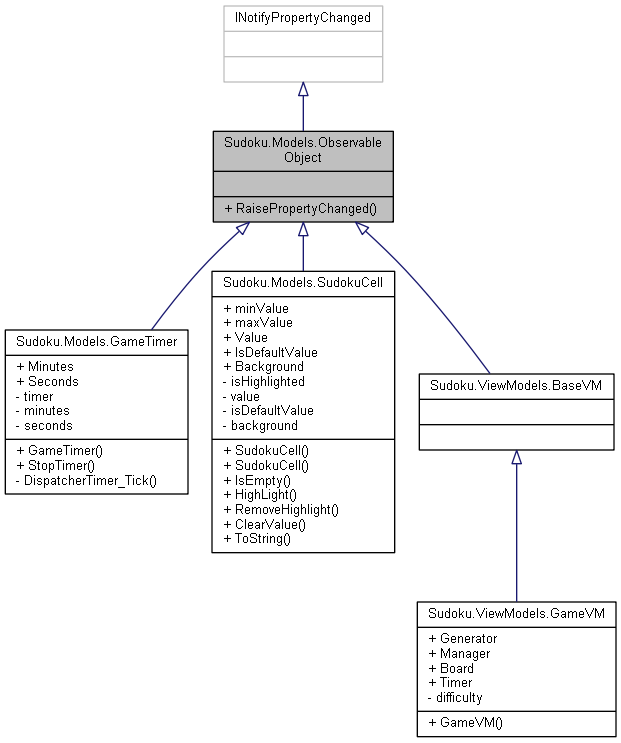 INotifyPropertyChanged
Sudoku.Models.Observable
Object
+ RaisePropertyChanged()
Sudoku.Models.GameTimer
+ Minutes
+ Seconds
- timer
- minutes
- seconds
+ GameTimer()
+ StopTimer()
- DispatcherTimer_Tick()
Sudoku.Models.SudokuCell
+ minValue
+ maxValue
+ Value
+ IsDefaultValue
+ Background
- isHighlighted
- value
- isDefaultValue
- background
+ SudokuCell()
+ SudokuCell()
+ IsEmpty()
+ HighLight()
+ RemoveHighlight()
+ ClearValue()
+ ToString()
Sudoku.ViewModels.BaseVM
Sudoku.ViewModels.GameVM
+ Generator
+ Manager
+ Board
+ Timer
- difficulty
+ GameVM()